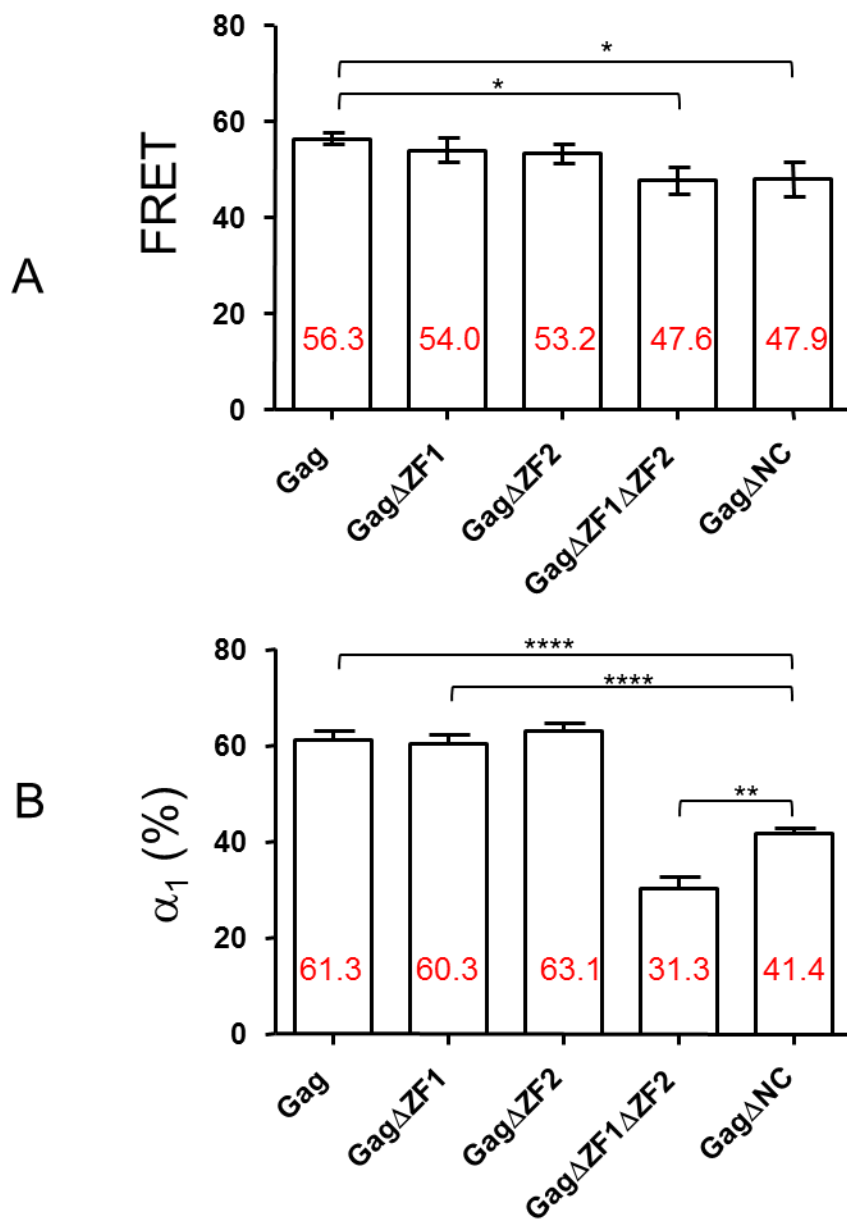 A
FRET
80
60
40
20
0
*
*
56.3 54.0 53.2 47.6 47.9
Gag GagΔZF1 GagΔZF2 GagΔZF1ΔZF2 GagΔNC
B
α1 (%)
80
60
40
20
0
****
****
**
61.3 60.3 63.1 31.3 41.4
Gag GagΔZF1 GagΔZF2 GagΔZF1ΔZF2 GagΔNC